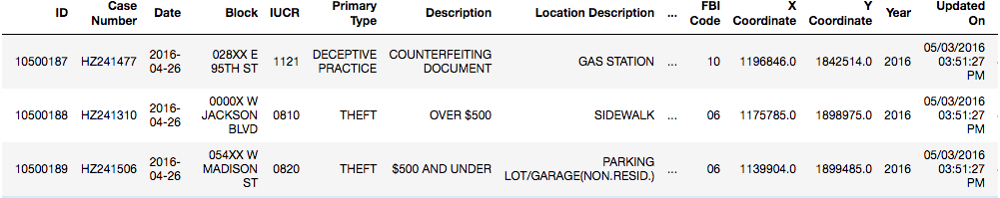 ID Case Number Date Block IUCR Primary Type Description Location Description ... FBI Code X Coordinate Y Coordinate Year Updated On
10500187 HZ241477 2016-04-26 028XX E 95TH ST 1121 DECEPTIVE PRACTICE COUNTERFEITING DOCUMENT GAS STATION ... 10 1196846.0 1842514.0 2016 05/03/2016 03:51:27 PM
10500188 HZ241310 2016-04-26 0000X W JACKSON BLVD 0810 THEFT OVER $500 SIDEWALK ... 06 1175785.0 1898975.0 2016 05/03/2016 03:51:27 PM
10500189 HZ241506 2016-04-26 054XX W MADISON ST 0820 THEFT $500 AND UNDER PARKING LOT/GARAGE(NON.RESID.) ... 06 1139904.0 1899485.0 2016 05/03/2016 03:51:27 PM